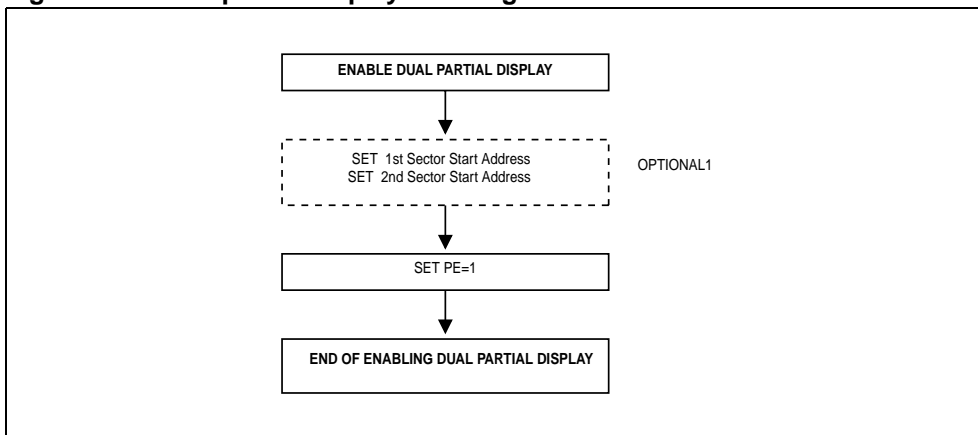 ENABLE DUAL PARTIAL DISPLAY
SET 1st Sector Start Address
SET 2nd Sector Start Address
OPTIONAL1
SET PE=1
END OF ENABLING DUAL PARTIAL DISPLAY